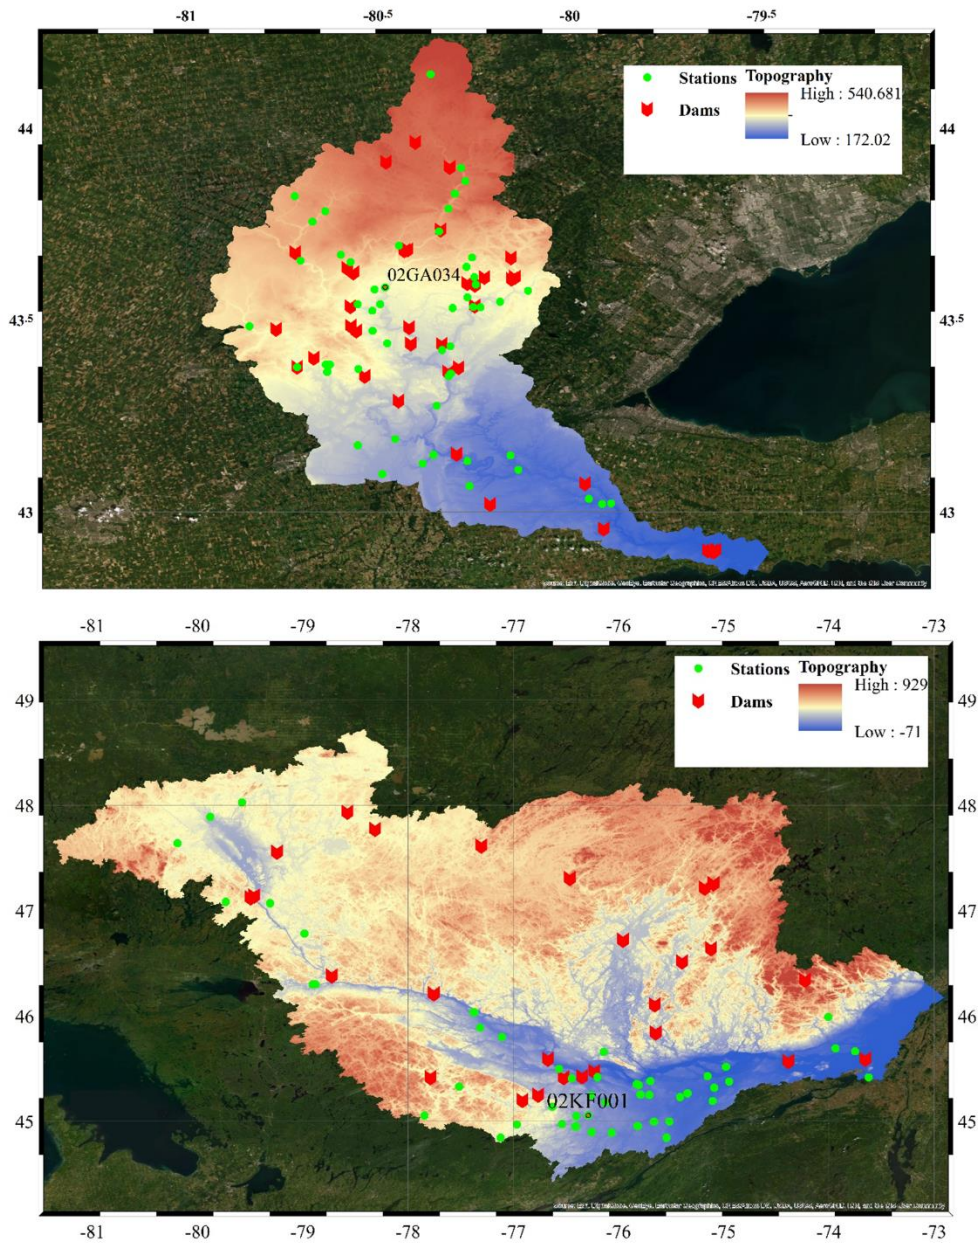 -81 -80.5 -80 -79.5
Stations Topography
High : 540.681
Dams
Low : 172.02
44
44
02GA034
43.5
43.5
43
43
-81 -80 -79 -78 -77 -76 -75 -74 -73
Stations Topography
High : 929
Dams
Low : -71
49
49
48
48
47
47
46
46
02KF001
45
45
-81 -80 -79 -78 -77 -76 -75 -74 -73